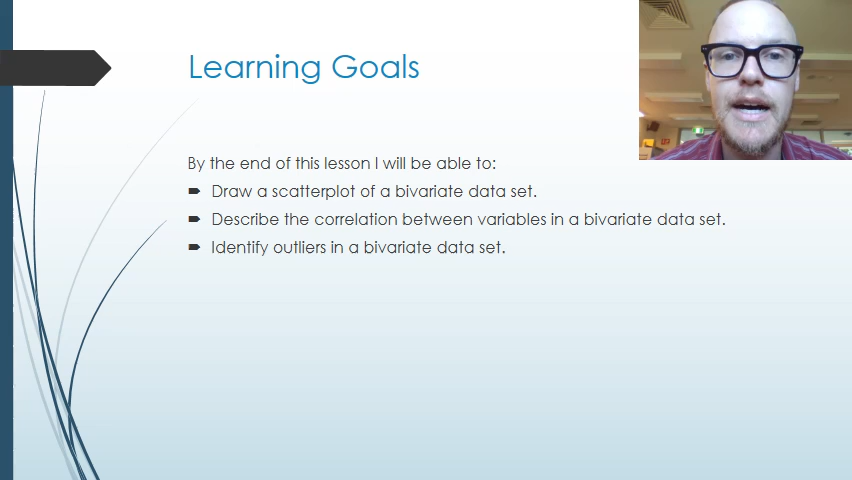 Learning Goals
By the end of this lesson I will be able to:
Draw a scatterplot of a bivariate data set.
Describe the correlation between variables in a bivariate data set.
Identify outliers in a bivariate data set.